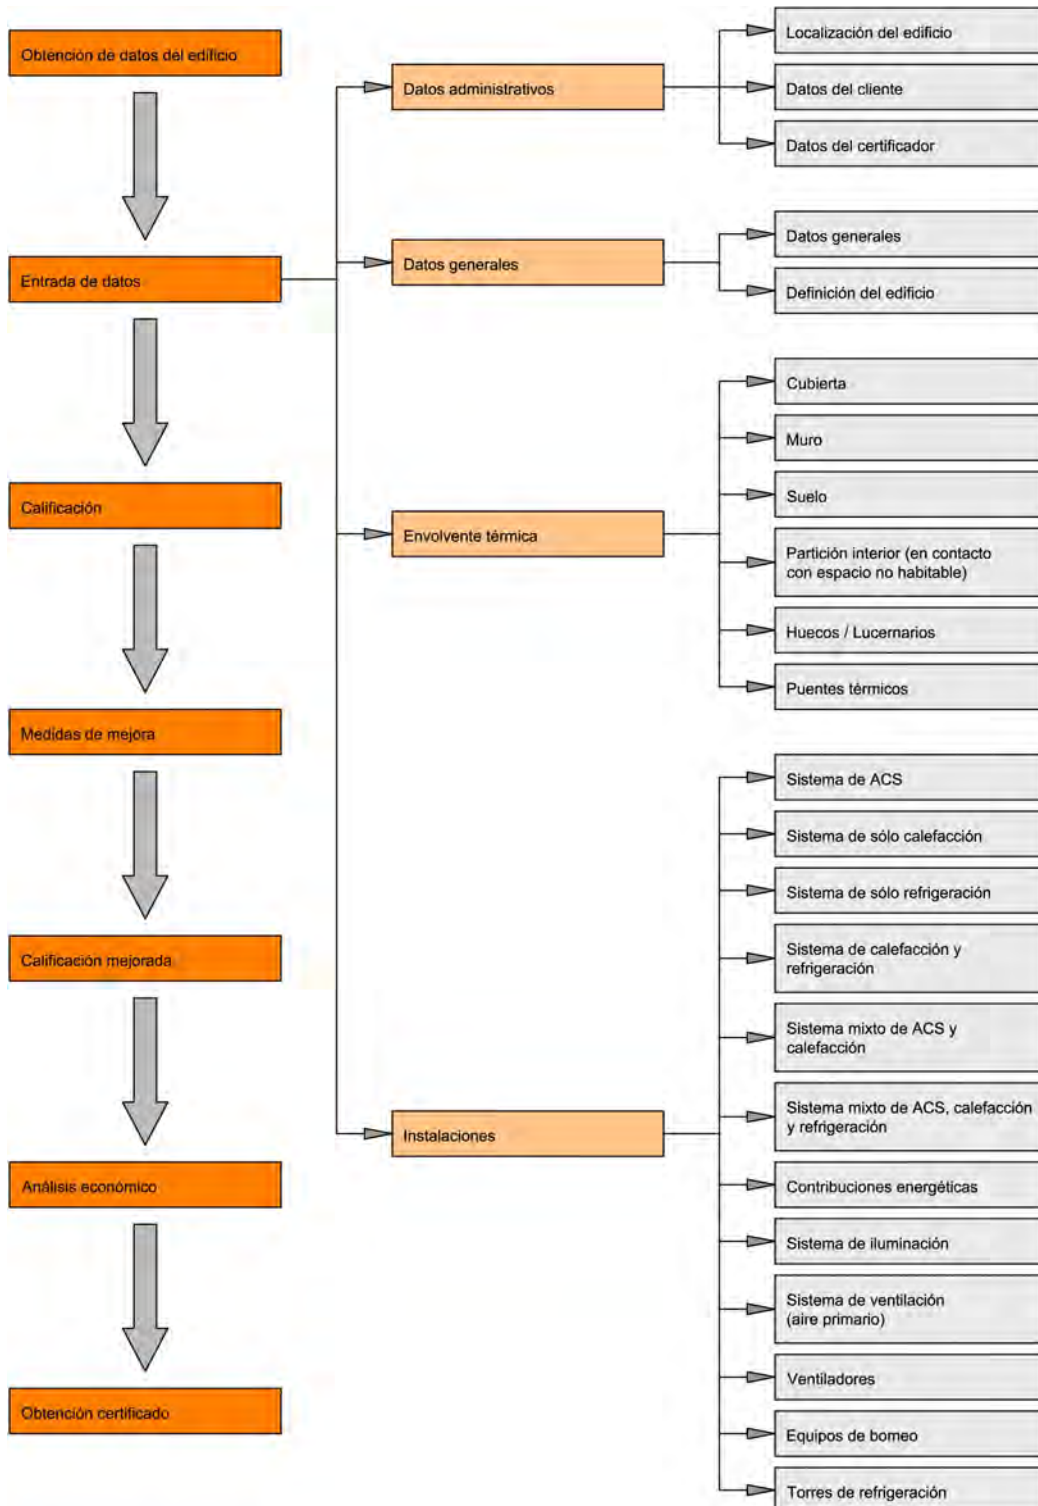 Obtención de datos del edificio
Entrada de datos
Calificación
Medidas de mejora
Calificación mejorada
Análisis económico
Obtención certificado
Datos administrativos
Localización del edificio
Datos del cliente
Datos del certificador
Datos generales
Datos generales
Definición del edificio
Envolvente térmica
Cubierta
Muro
Suelo
Partición interior (en contacto
con espacio no habitable)
Huecos / Lucernarios
Puentes térmicos
Instalaciones
Sistema de ACS
Sistema de sólo calefacción
Sistema de sólo refrigeración
Sistema de calefacción y
refrigeración
Sistema mixto de ACS y
calefacción
Sistema mixto de ACS, calefacción
y refrigeración
Contribuciones energéticas
Sistema de iluminación
Sistema de ventilación
(aire primario)
Ventiladores
Equipos de bomeo
Torres de refrigeración